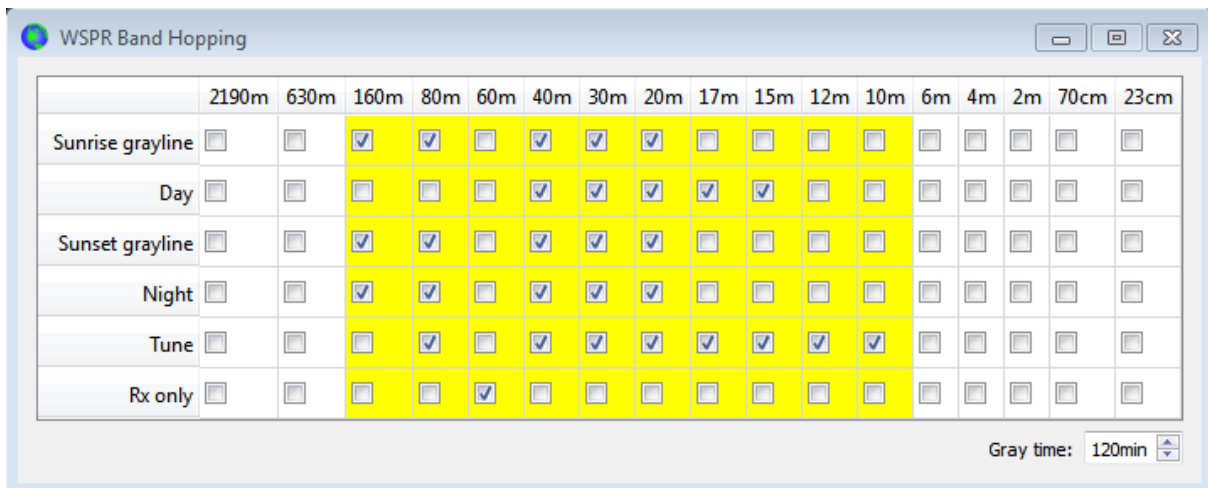 WSPR Band Hopping
2190m 630m 160m 80m 60m 40m 30m 20m 17m 15m 12m 10m 6m 4m 2m 70cm 23cm
Sunrise grayline
Day
Sunset grayline
Night
Tune
Rx only
Gray time: 120min